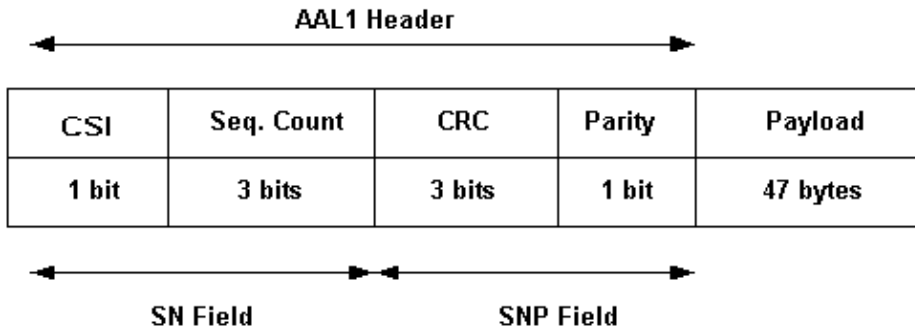 AAL1 Header
CSI Seq. Count CRC Parity Payload
1 bit 3 bits 3 bits 1 bit 47 bytes
SN Field SNP Field